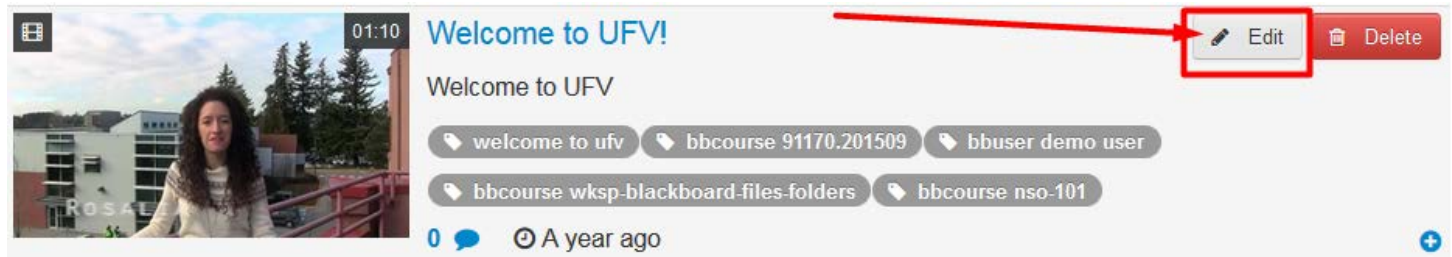 01:10
Welcome to UFV!
Edit
Delete
Welcome to UFV
welcome to ufv bbcourse 91170.201509 bbuser demo user
bbcourse wksp-blackboard-files-folders bbcourse nso-101
0 A year ago